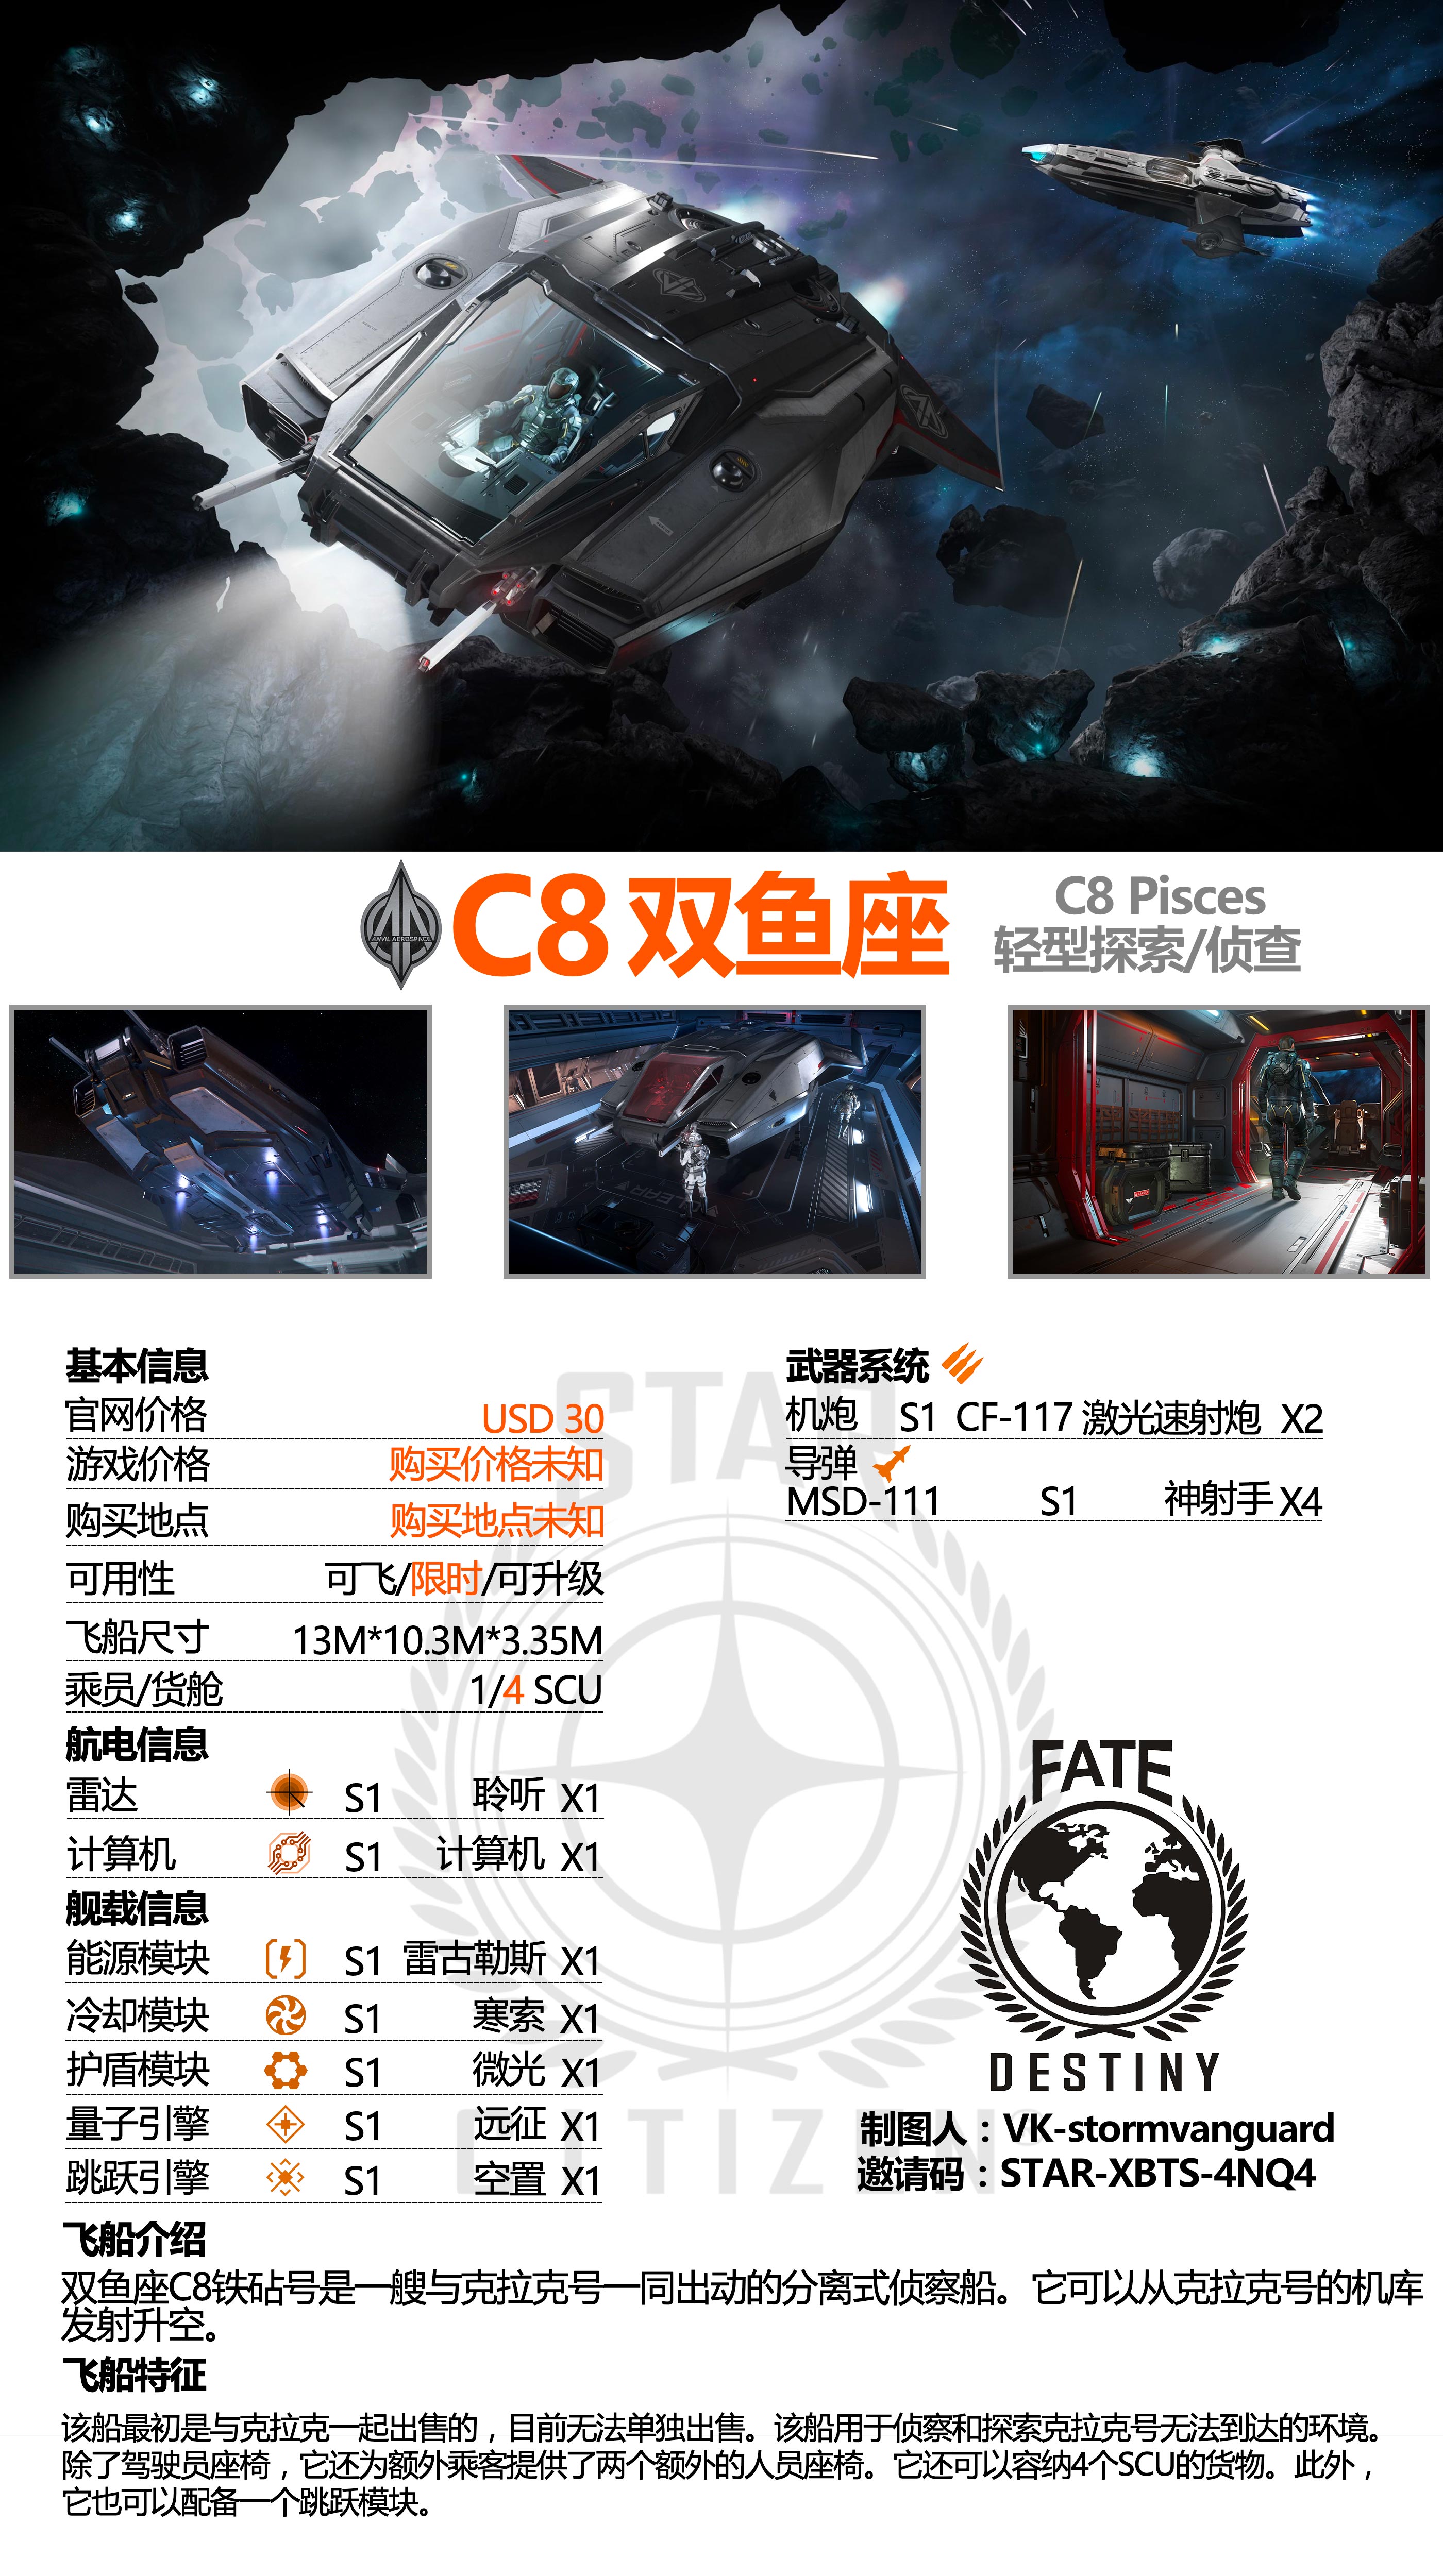 C8 双鱼座
C8 Pisces
轻型探索/侦查
ANVIL AEROSPACE
基本信息
官网价格 USD 30
游戏价格 购买价格未知
购买地点 购买地点未知
可用性 可飞/限时/可升级
飞船尺寸 13M*10.3M*3.35M
乘员/货舱 1/4 SCU
航电信息
雷达 S1 聆听 X1
计算机 S1 计算机 X1
舰载信息
能源模块 S1 雷古勒斯 X1
冷却模块 S1 寒索 X1
护盾模块 S1 微光 X1
量子引擎 S1 远征 X1
跳跃引擎 S1 空置 X1
武器系统
机炮 S1 CF-117 激光速射炮 X2
导弹
MSD-111 S1 神射手 X4
STAR
CITIZEN
FATE
DESTINY
制图人：VK-stormvanguard
邀请码：STAR-XBTS-4NQ4
飞船介绍
双鱼座C8铁砧号是一艘与克拉克号一同出动的分离式侦察船。它可以从克拉克号的机库
发射升空。
飞船特征
该船最初是与克拉克一起出售的，目前无法单独出售。该船用于侦察和探索克拉克号无法到达的环境。
除了驾驶员座椅，它还为额外乘客提供了两个额外的人员座椅。它还可以容纳4个SCU的货物。此外，
它也可以配备一个跳跃模块。